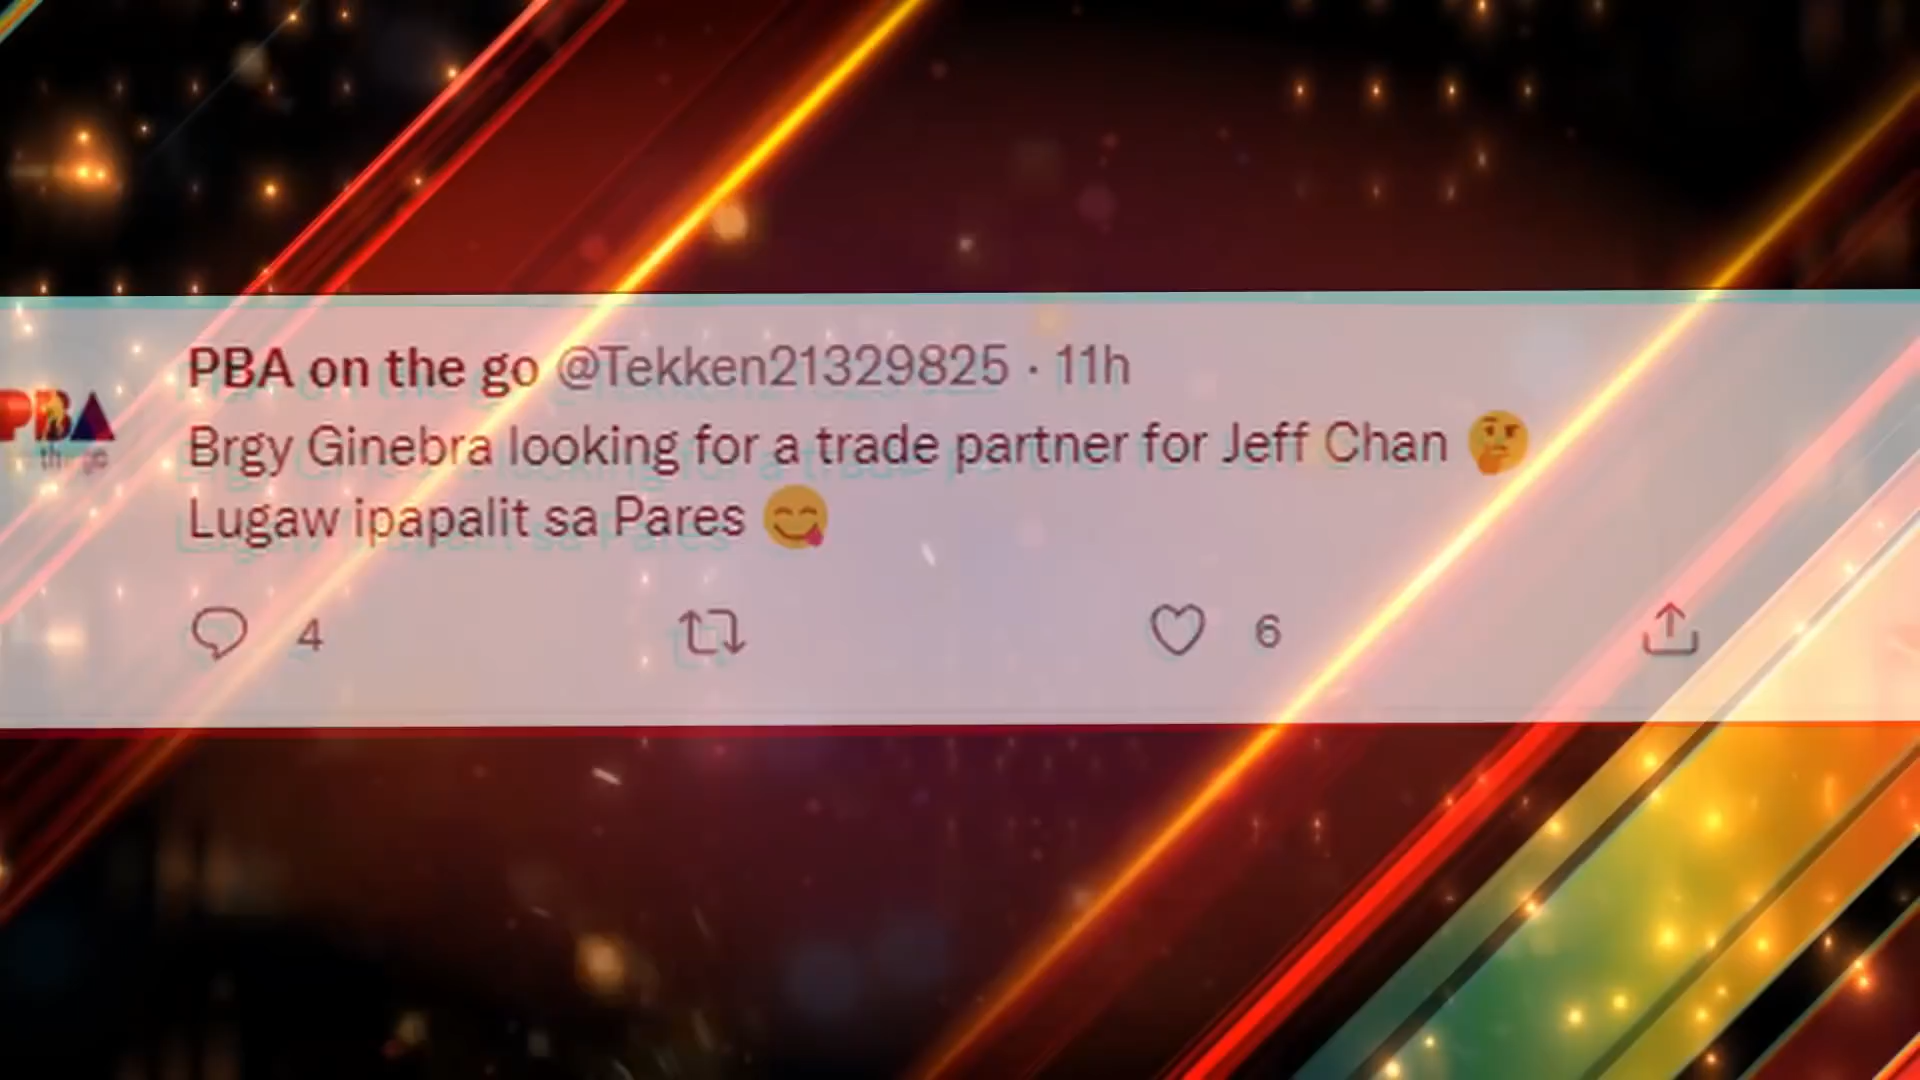 PBA on the go @Tekken21329825 · 11h
PBA
Brgy Ginebra looking for a trade partner for Jeff Chan 🤔
Lugaw ipapalit sa Pares 😋
4 6